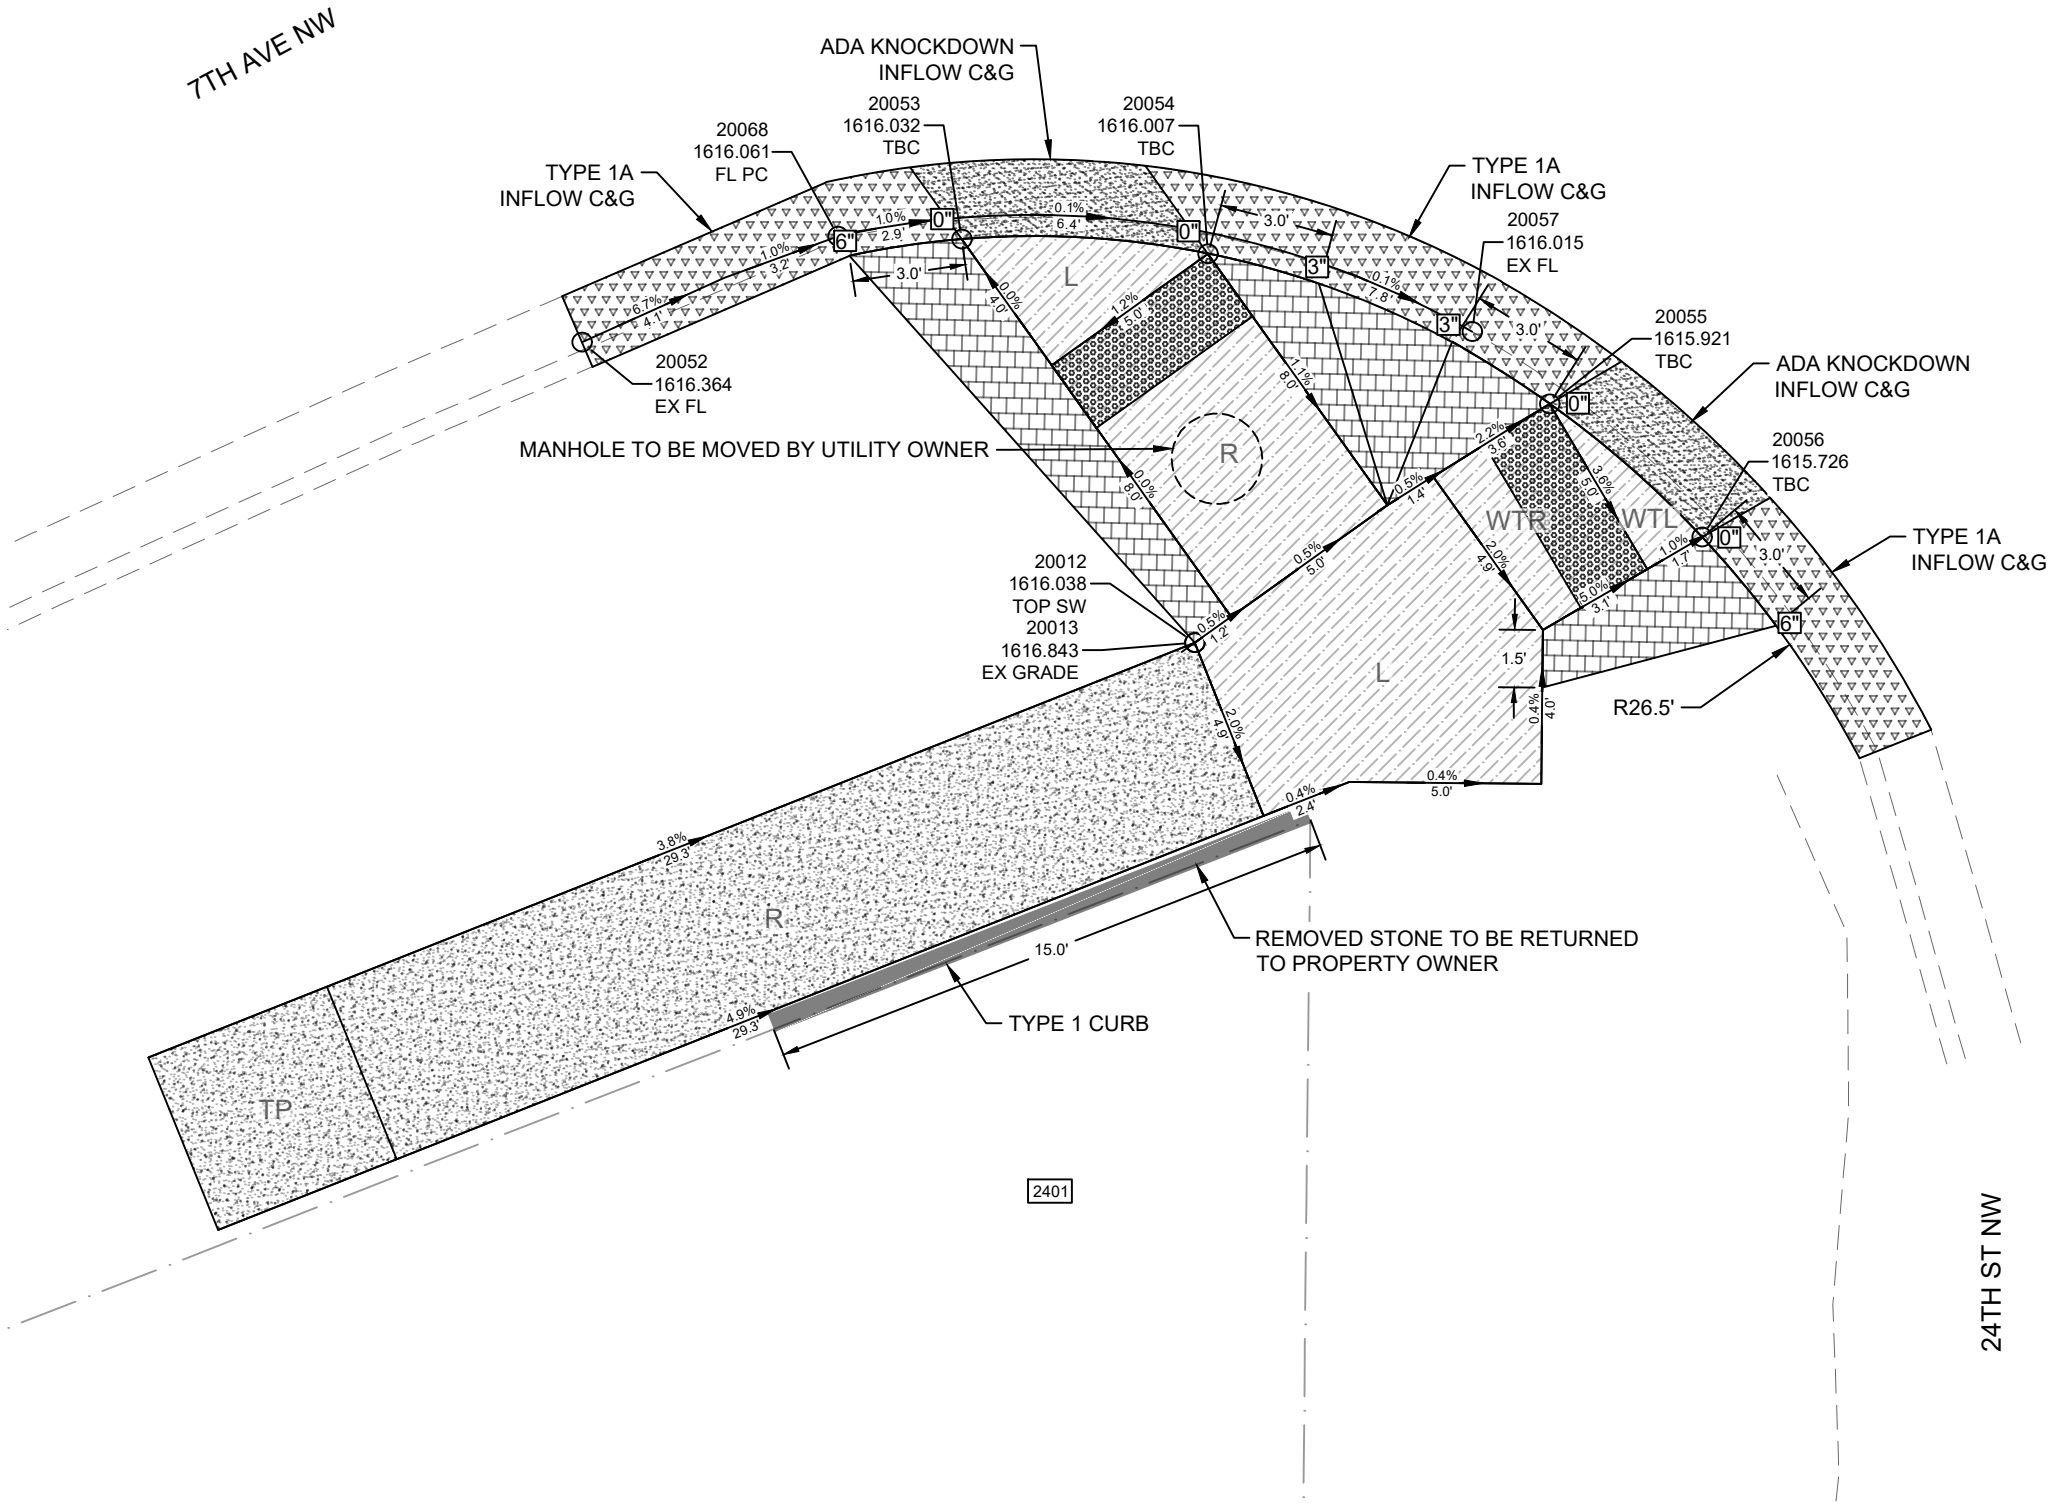 7TH AVE NW
ADA KNOCKDOWN
INFLOW C&G
20053
1616.032
TBC
20054
1616.007
TBC
20068
1616.061
FL PC
TYPE 1A
INFLOW C&G
TYPE 1A
INFLOW C&G
20057
1616.015
EX FL
20055
1615.921
TBC
ADA KNOCKDOWN
INFLOW C&G
20056
1615.726
TBC
TYPE 1A
INFLOW C&G
20052
1616.364
EX FL
6.7%
4.1'
1.0%
3.2'
6"
1.0%
2.9'
0"
0.1%
6.4'
0"
3.0'
3"
0.1%
7.8'
3"
3.0'
0"
3.0'
L
0.0%
4.0'
1.2%
5.0'
1.1%
8.0'
MANHOLE TO BE MOVED BY UTILITY OWNER
R
0.0%
8.0'
2.2%
3.6'
0.5%
1.4'
WTR
3.6%
5.0'
WTL
0"
3.0'
1.0%
1.7'
2.0%
4.9'
0.5%
5.0'
5.0%
3.1'
6"
20012
1616.038
TOP SW
20013
1616.843
EX GRADE
0.5%
1.2'
1.5'
L
R26.5'
0.4%
4.0'
2.0%
4.9'
0.4%
5.0'
0.4%
2.4'
3.8%
29.3'
R
15.0'
REMOVED STONE TO BE RETURNED
TO PROPERTY OWNER
4.9%
29.3'
TYPE 1 CURB
TP
2401
24TH ST NW